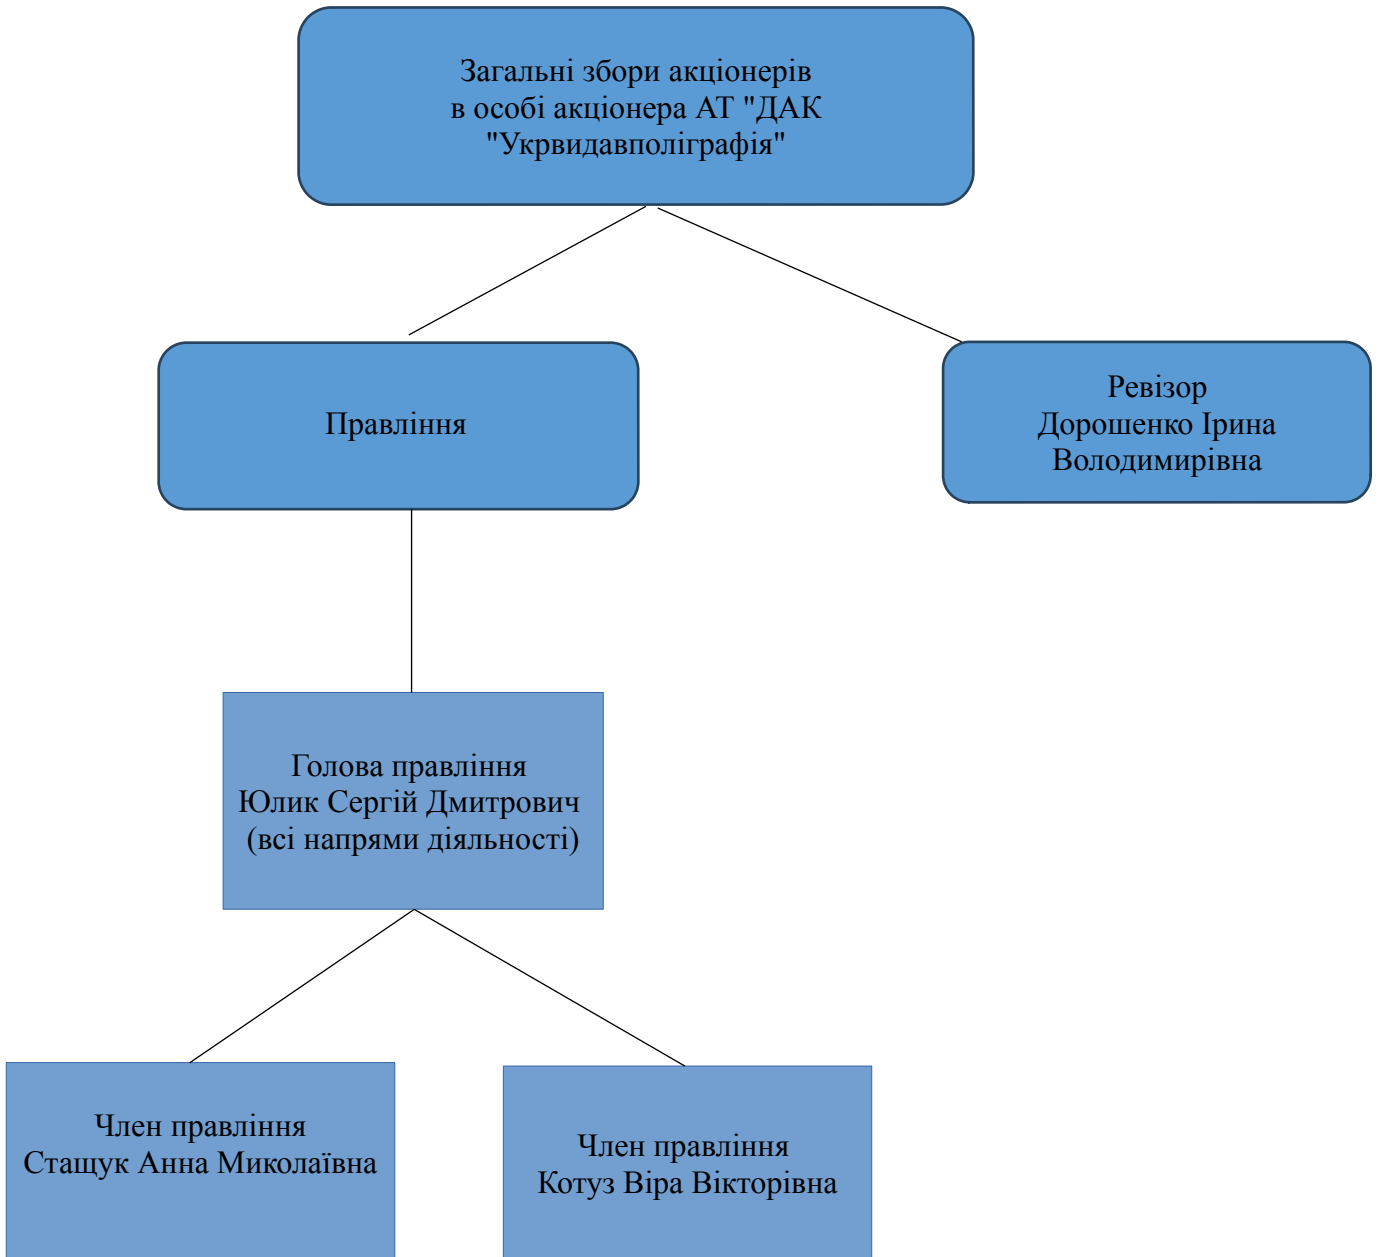 Загальні збори акціонерів
в особі акціонера АТ "ДАК
"Укрвидавполіграфія"
Правління
Ревізор
Дорошенко Ірина
Володимирівна
Голова правління
Юлик Сергій Дмитрович
(всі напрями діяльності)
Член правління
Стащук Анна Миколаївна
Член правління
Котуз Віра Вікторівна